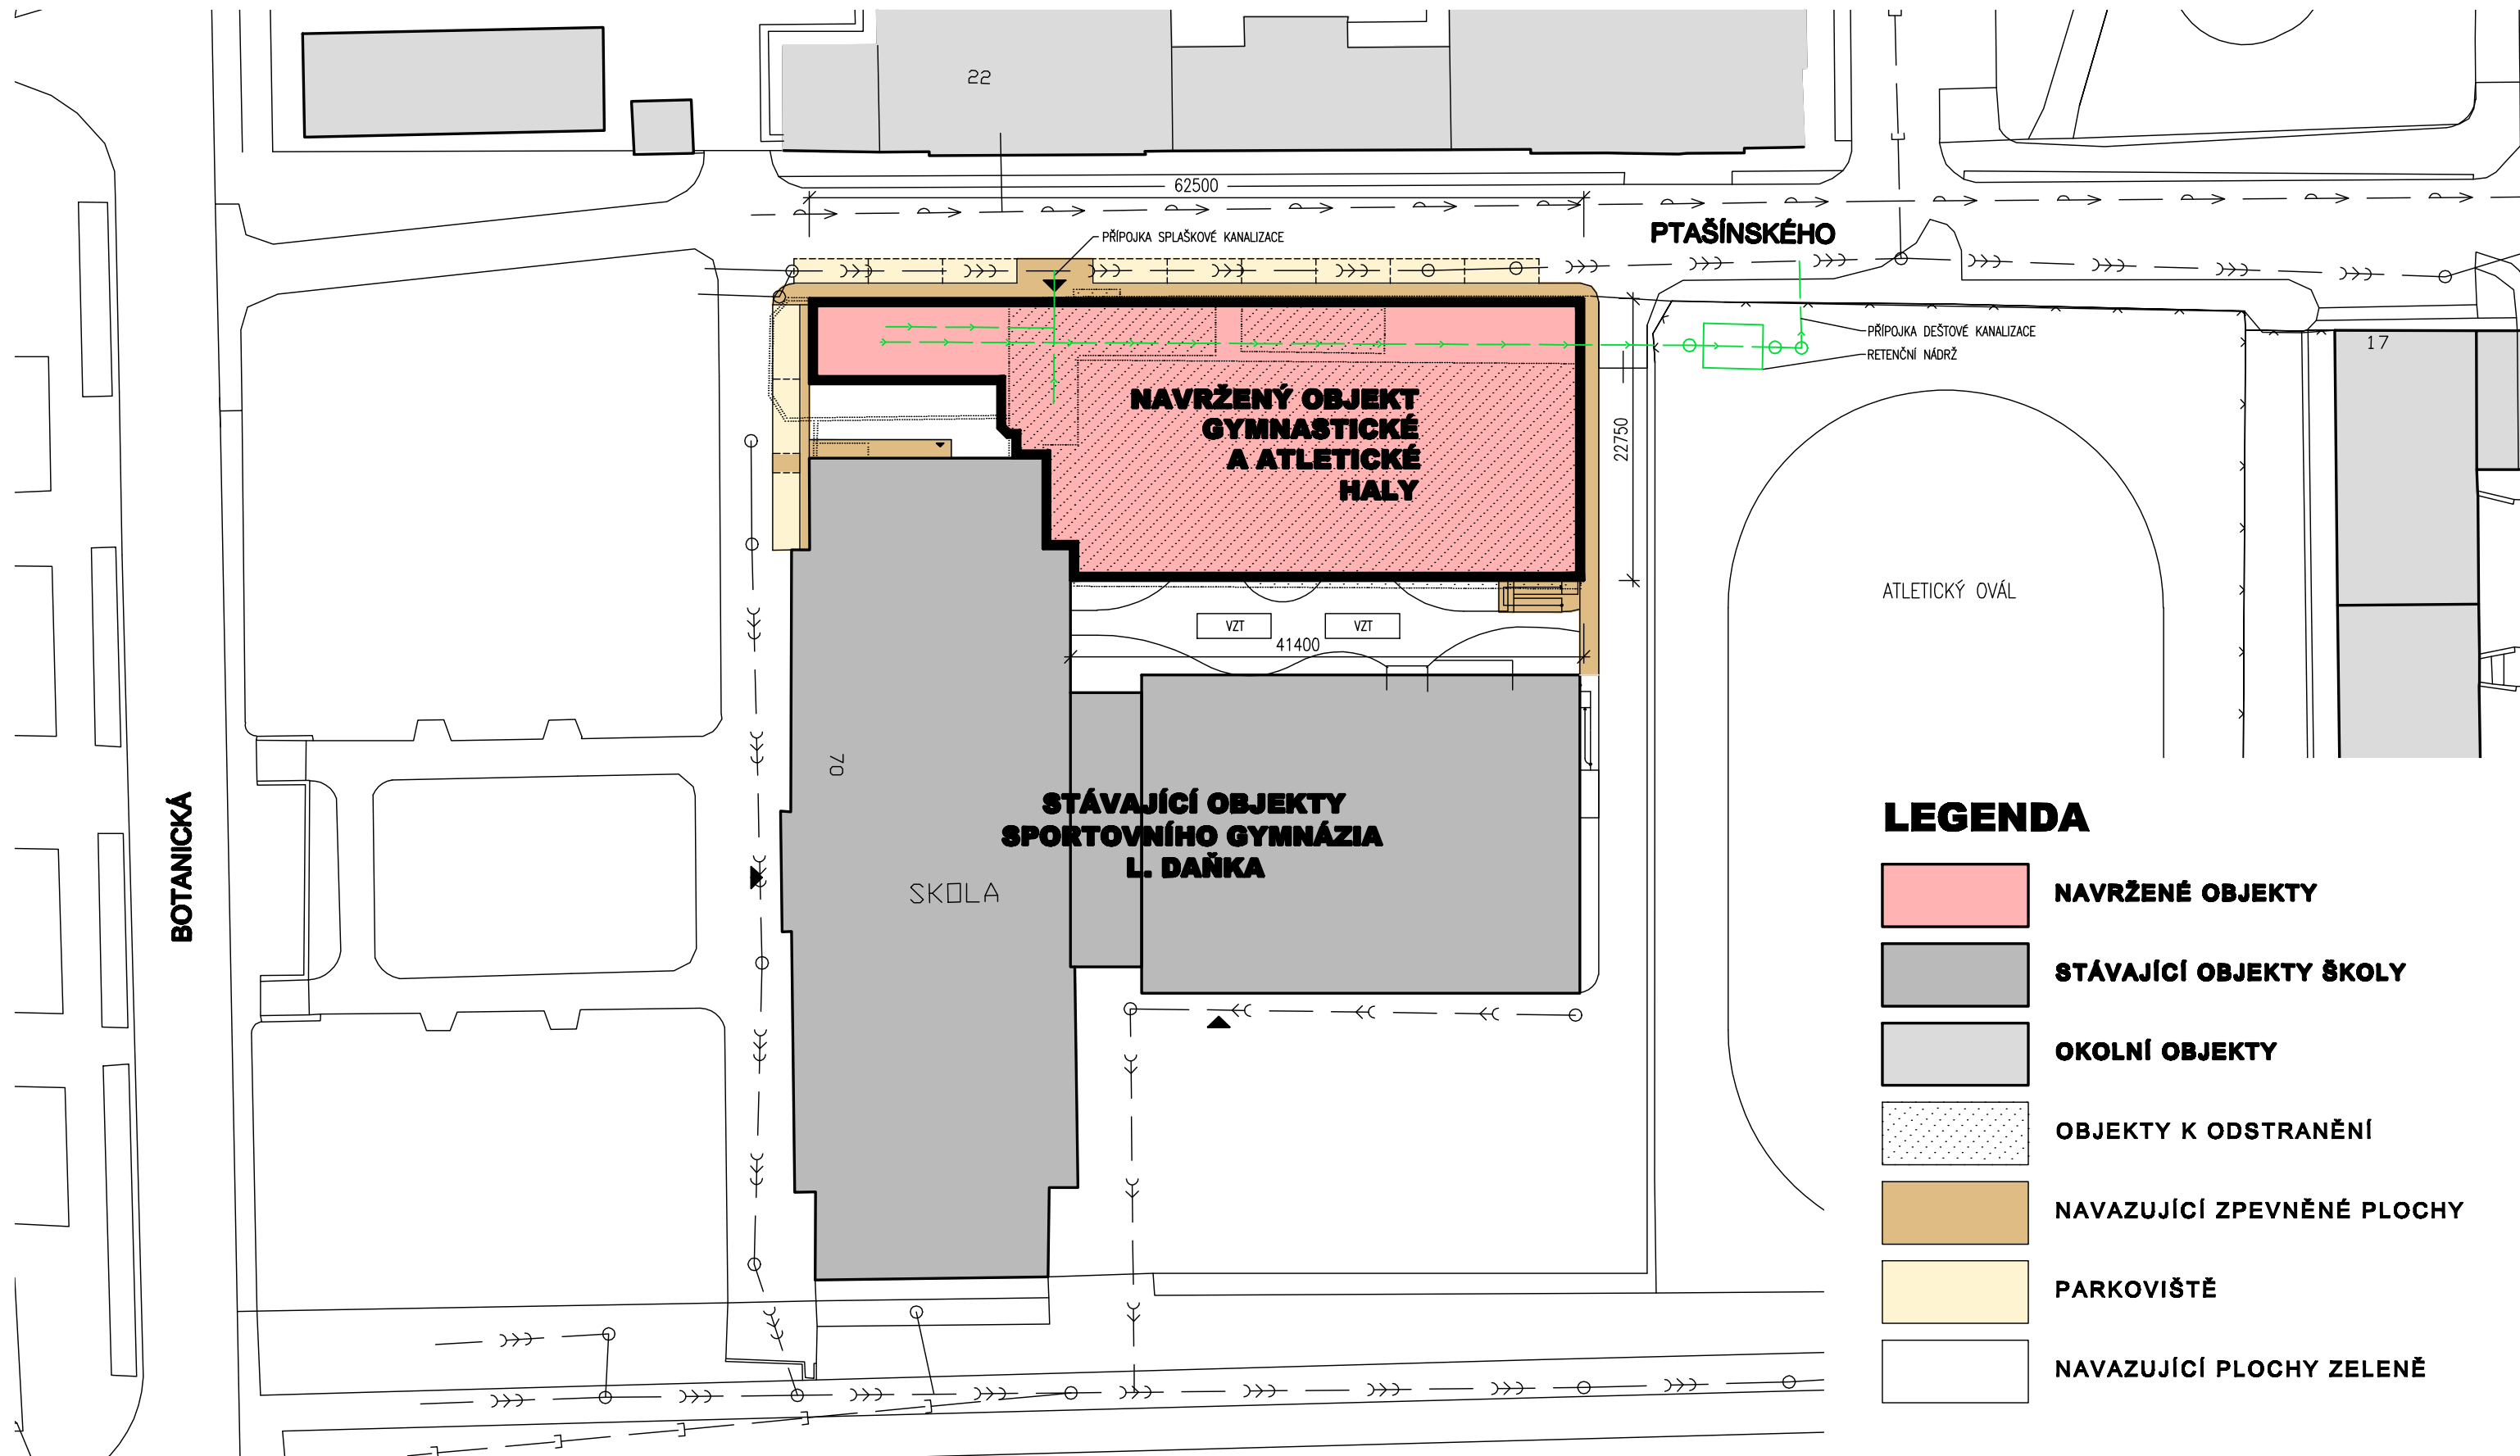 22
62500
PTAŠÍNSKÉHO
PŘÍPOJKA SPLAŠKOVÉ KANALIZACE
PŘÍPOJKA DEŠTOVÉ KANALIZACE
RETENČNÍ NÁDRŽ
17
NAVRŽENÝ OBJEKT
GYMNASTICKÉ
A ATLETICKÉ
HALY
22750
ATLETICKÝ OVÁL
VZT
VZT
41400
70
BOTANICKÁ
STÁVAJÍCÍ OBJEKTY
SPORTOVNÍHO GYMNÁZIA
L. DAŇKA
SKOLA
LEGENDA
NAVRŽENÉ OBJEKTY
STÁVAJÍCÍ OBJEKTY ŠKOLY
OKOLNÍ OBJEKTY
OBJEKTY K ODSTRANĚNÍ
NAVAZUJÍCÍ ZPEVNĚNÉ PLOCHY
PARKOVIŠTĚ
NAVAZUJÍCÍ PLOCHY ZELENĚ